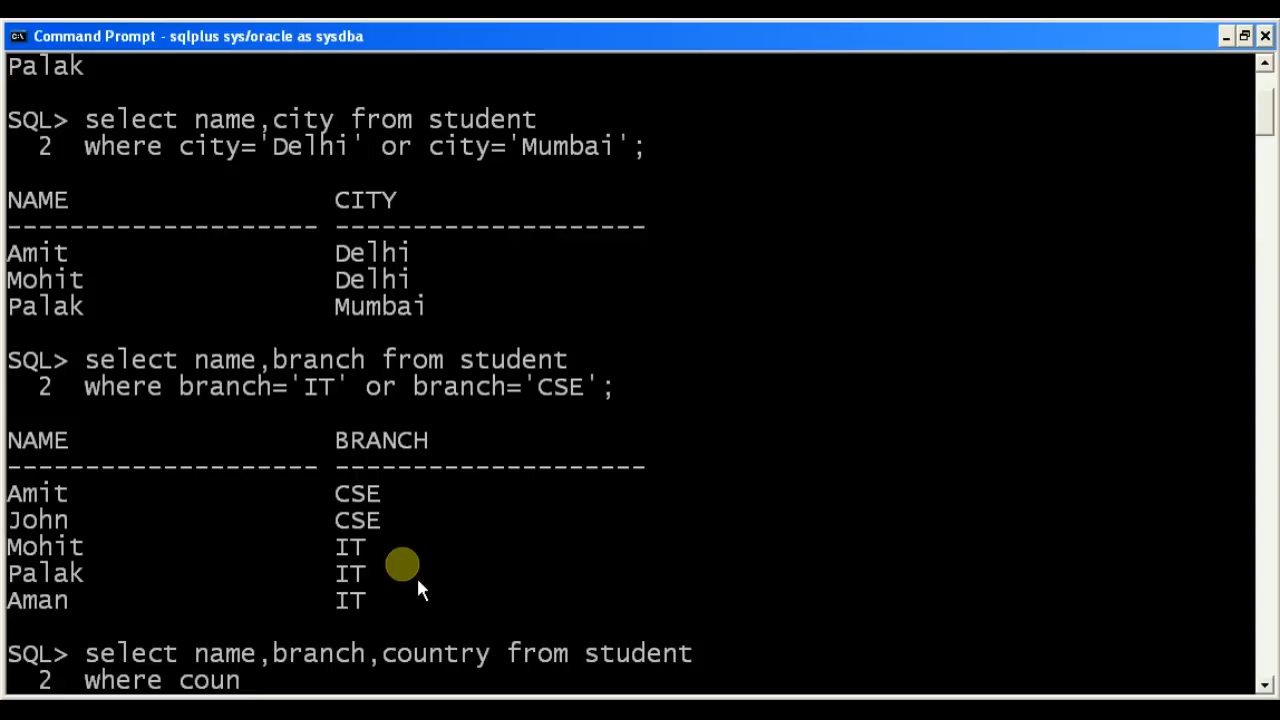 Command Prompt - sqlplus sys/oracle as sysdba
Palak
SQL> select name,city from student
2 where city='Delhi' or city='Mumbai';
NAME CITY
-------------------- --------------------
Amit Delhi
Mohit Delhi
Palak Mumbai
SQL> select name,branch from student
2 where branch='IT' or branch='CSE';
NAME BRANCH
-------------------- --------------------
Amit CSE
John CSE
Mohit IT
Palak IT
Aman IT
SQL> select name,branch,country from student
2 where coun